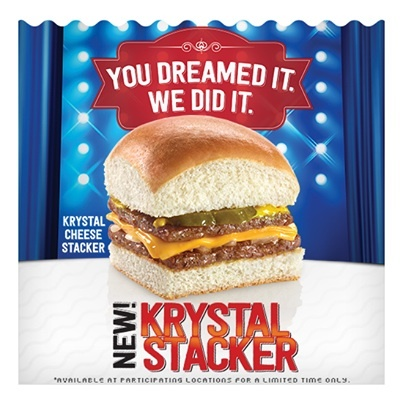 YOU DREAMED IT.
WE DID IT.
KRYSTAL
CHEESE
STACKER
NEW! KRYSTAL
STACKER
*AVAILABLE AT PARTICIPATING LOCATIONS FOR A LIMITED TIME ONLY.